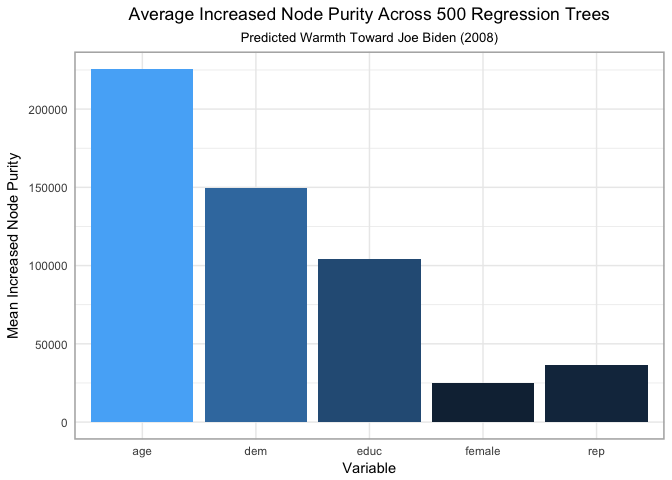 Average Increased Node Purity Across 500 Regression Trees
Predicted Warmth Toward Joe Biden (2008)
Mean Increased Node Purity
200000
150000
100000
50000
0
age dem educ female rep
Variable